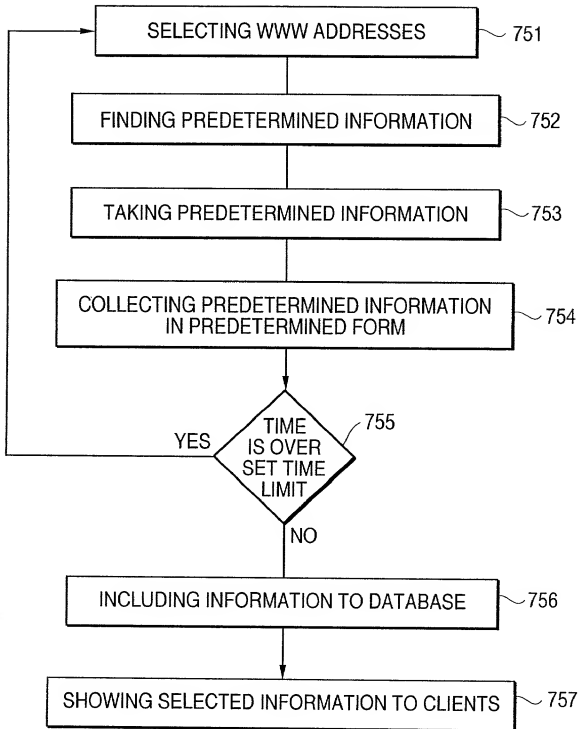 SELECTING WWW ADDRESSES
751
FINDING PREDETERMINED INFORMATION
752
TAKING PREDETERMINED INFORMATION
753
COLLECTING PREDETERMINED INFORMATION
IN PREDETERMINED FORM
754
TIME
IS OVER
SET TIME
LIMIT
755
YES
NO
INCLUDING INFORMATION TO DATABASE
756
SHOWING SELECTED INFORMATION TO CLIENTS
757